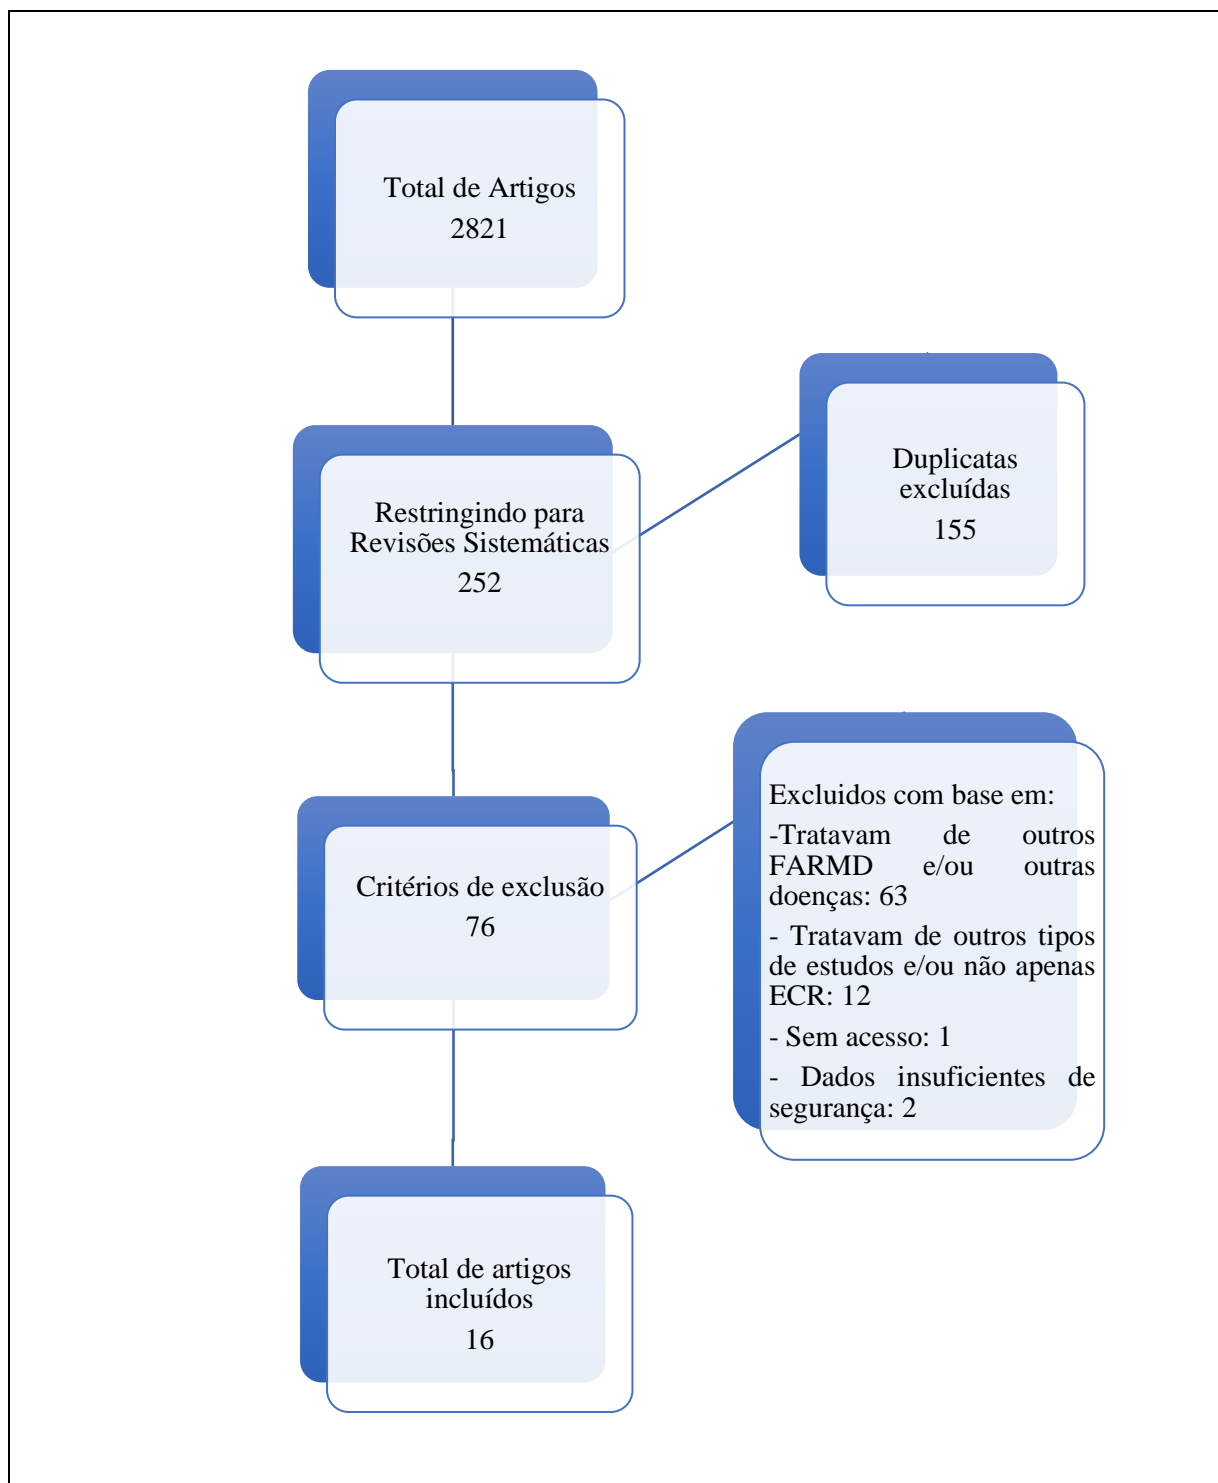 Total de Artigos
2821
Restringindo para
Revisões Sistemáticas
252
Duplicatas
excluídas
155
Critérios de exclusão
76
Excluidos com base em:
-Tratavam de outros
FARMD e/ou outras
doenças: 63
- Tratavam de outros tipos
de estudos e/ou não apenas
ECR: 12
- Sem acesso: 1
- Dados insuficientes de
segurança: 2
Total de artigos
incluídos
16